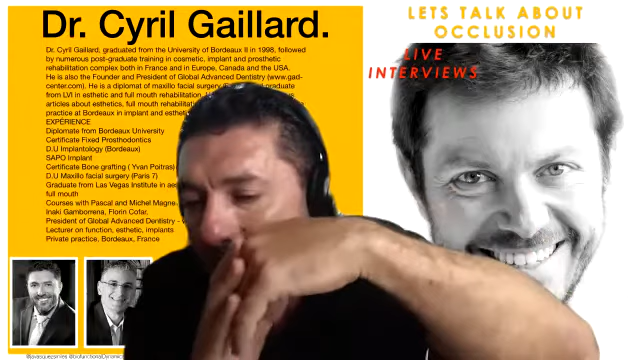 Dr. Cyril Gaillard.
Dr. Cyril Gaillard, graduated from the University of Bordeaux II in 1998, followed
by numerous post-graduate training in cosmetic, implant and prosthetic
rehabilitation complex both in France and in Europe, Canada and the USA.
He is also the Founder and President of Global Advanced Dentistry (www.gad-
center.com). He is a diplomat of maxillo facial surgery graduate
from LVI in esthetic and full mouth rehabilitation.
articles about esthetics, full mouth rehabilit
practice at Bordeaux in implant and esthetic
EXPERIENCE
Diplomate from Bordeaux University
Certificate Fixed Prosthodontics
D.U Implantology (Bordeaux)
SAPO Implant
Certificate Bone grafting ( Yvan Poitras)
D.U Maxillo facial surgery (Paris 7)
Graduate from Las Vegas Institute in aes
full mouth
Courses with Pascal and Michel Magne
Inaki Gamborrena, Florin Cofar,
President of Global Advanced Dentistry -
Lecturer on function, esthetic, implants
Private practice, Bordeaux, France
LETS TALK ABOUT
OCCLUSION
LIVE
INTERVIEWS